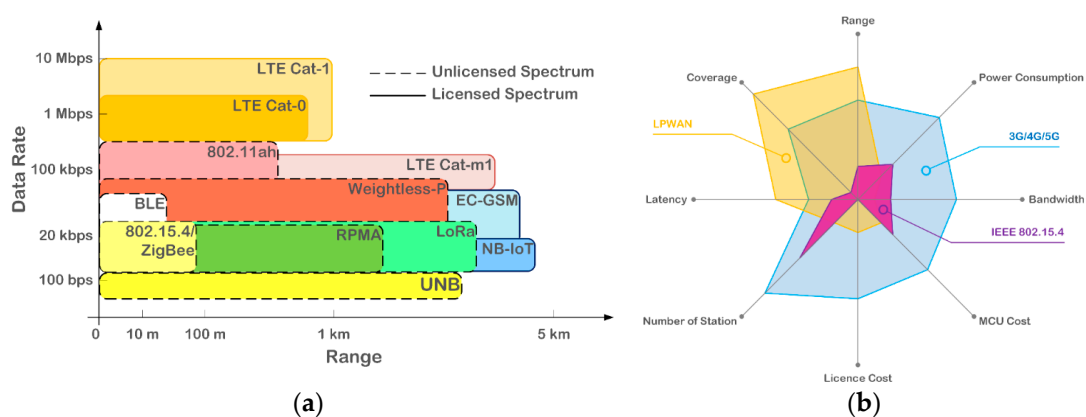 10 Mbps
1 Mbps
100 kbps
20 kbps
100 bps
Data Rate
LTE Cat-1
LTE Cat-0
802.11ah
LTE Cat-m1
Weightless-P
BLE
EC-GSM
802.15.4/
ZigBee
RPMA
LoRa
NB-IoT
UNB
Unlicensed Spectrum
Licensed Spectrum
0
10 m
100 m
1 km
5 km
Range
(a)
Range
Coverage
Power Consumption
LPWAN
3G/4G/5G
Latency
Bandwidth
IEEE 802.15.4
Number of Station
MCU Cost
Licence Cost
(b)